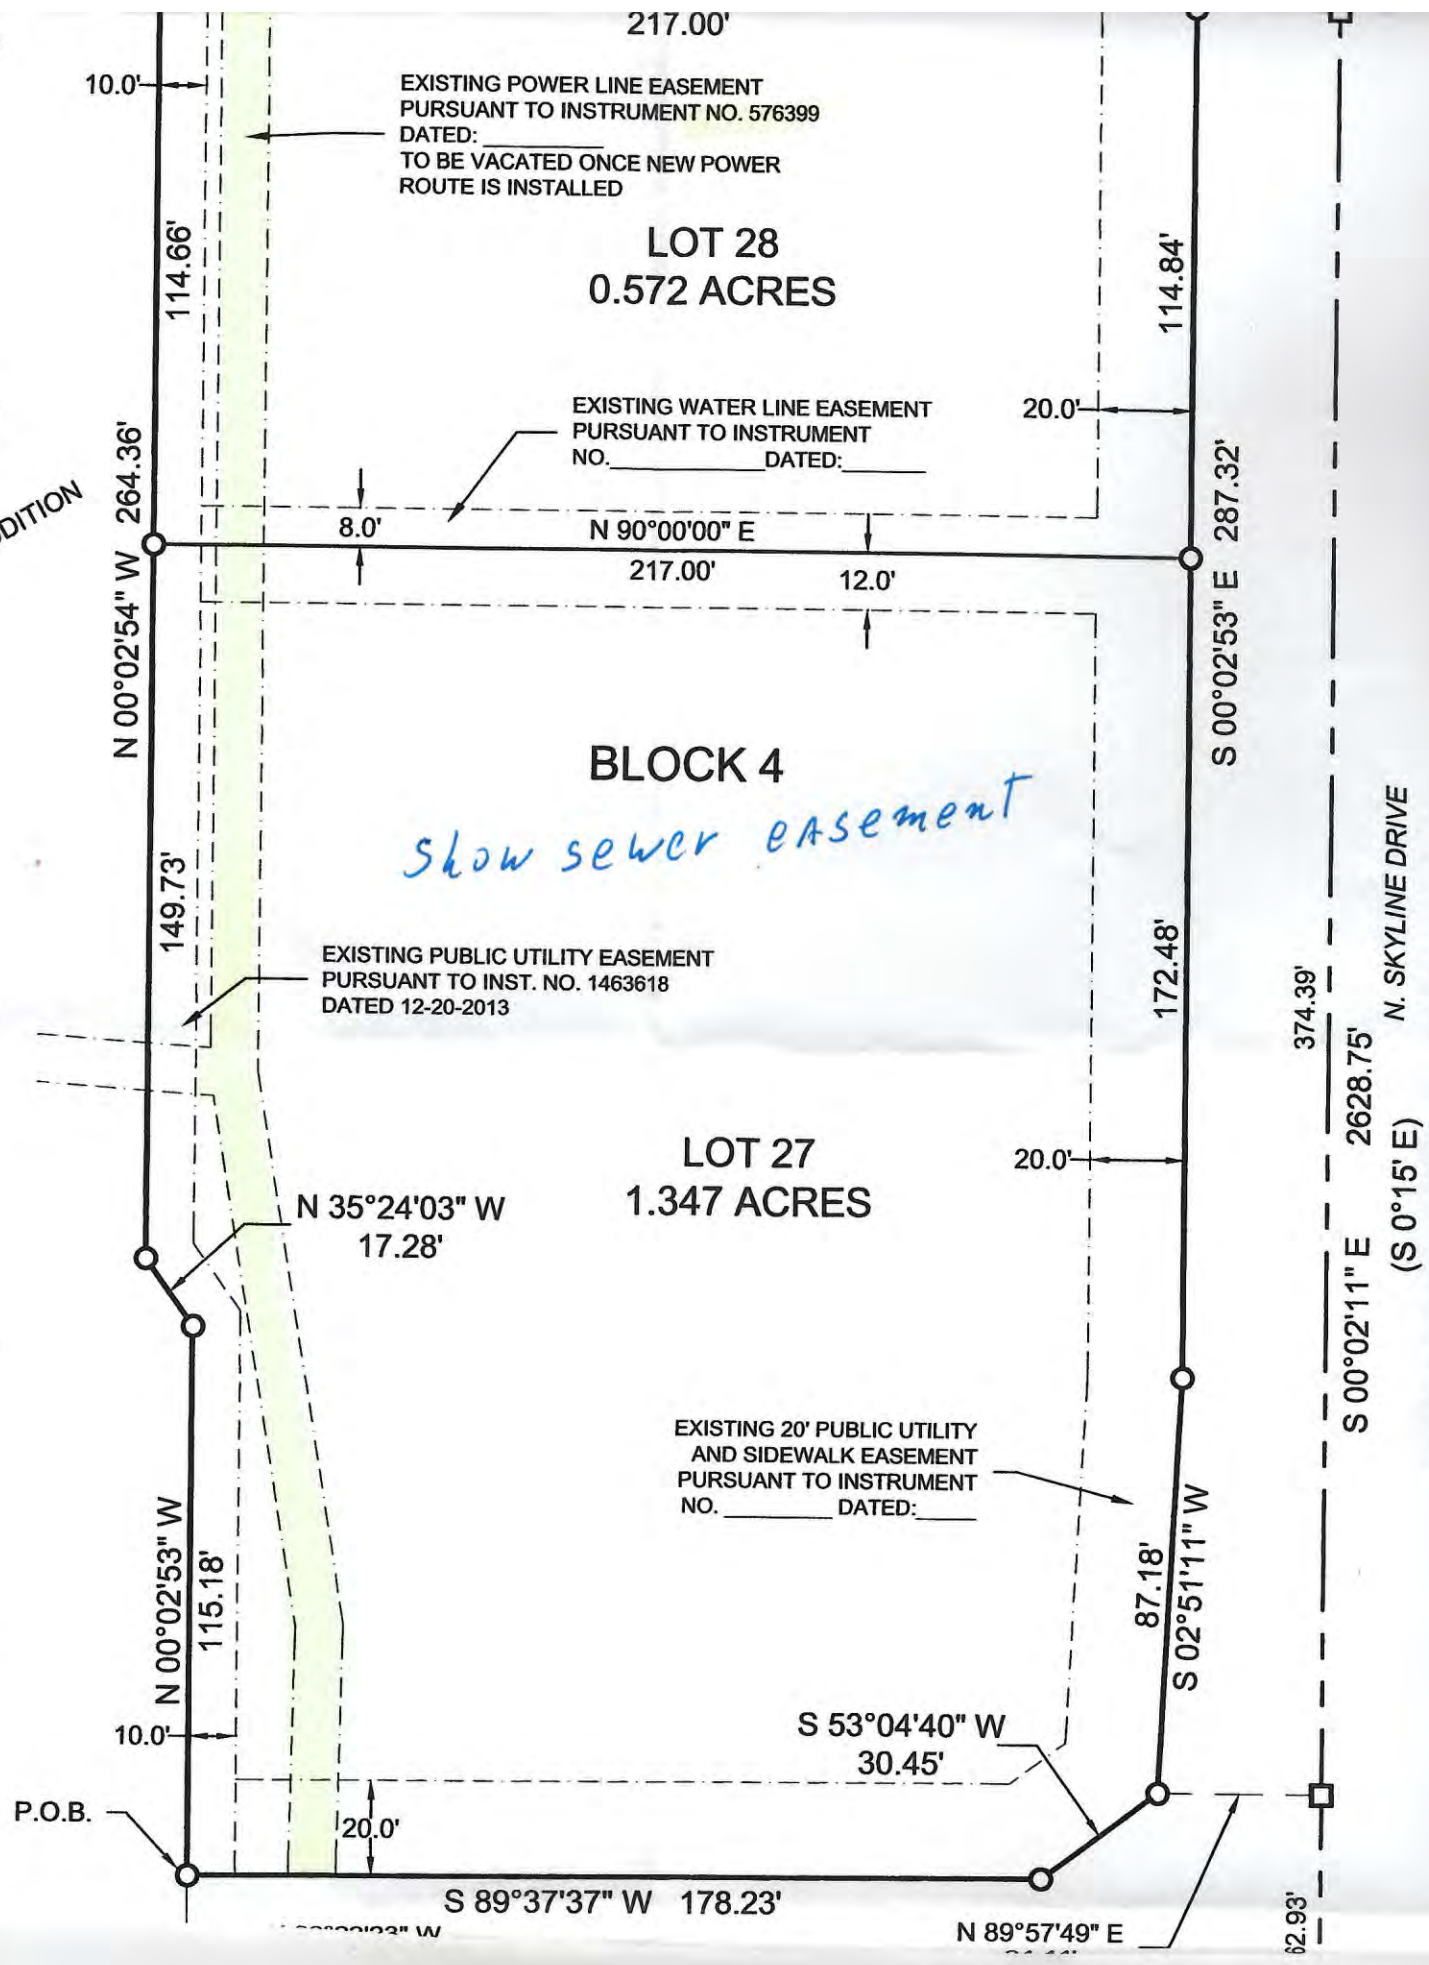 217.00'
10.0'
EXISTING POWER LINE EASEMENT
PURSUANT TO INSTRUMENT NO. 576399
DATED:
TO BE VACATED ONCE NEW POWER
ROUTE IS INSTALLED
LOT 28
0.572 ACRES
114.66'
114.84'
EXISTING WATER LINE EASEMENT
PURSUANT TO INSTRUMENT
NO. DATED:
20.0'
N 00°02'54" W 264.36'
8.0'
N 90°00'00" E
217.00'
12.0'
S 00°02'53" E 287.32'
BLOCK 4
Show sewer easement
149.73'
EXISTING PUBLIC UTILITY EASEMENT
PURSUANT TO INST. NO. 1463618
DATED 12-20-2013
172.48'
N. SKYLINE DRIVE
374.39'
S 00°02'11" E 2628.75'
(S 0°15' E)
LOT 27
1.347 ACRES
20.0'
N 35°24'03" W
17.28'
EXISTING 20' PUBLIC UTILITY
AND SIDEWALK EASEMENT
PURSUANT TO INSTRUMENT
NO. DATED:
N 00°02'53" W
115.18'
87.18'
S 02°51'11" W
10.0'
S 53°04'40" W
30.45'
P.O.B.
20.0'
S 89°37'37" W 178.23'
N 89°57'49" E
62.93'